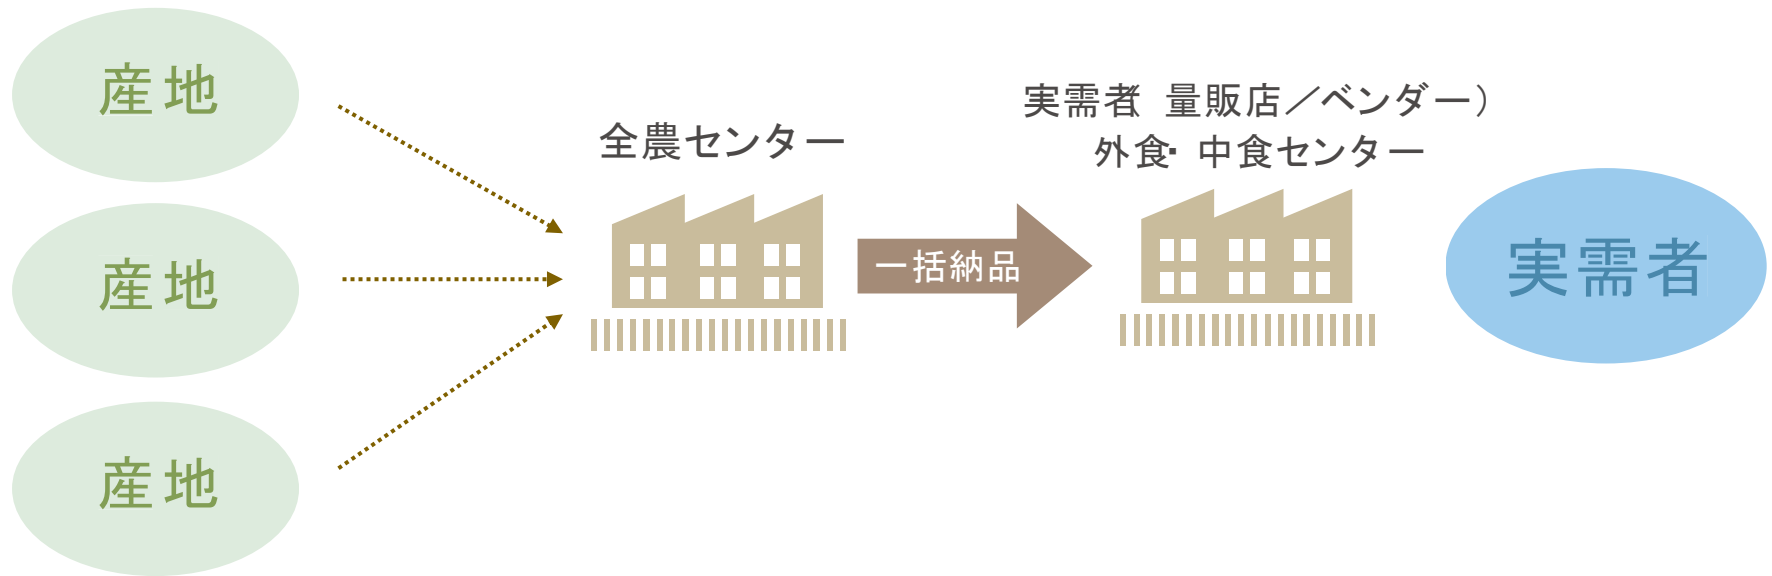 産地
産地
産地
全農センター
一括納品
実需者（量販店／ベンダー）
外食・中食センター
実需者